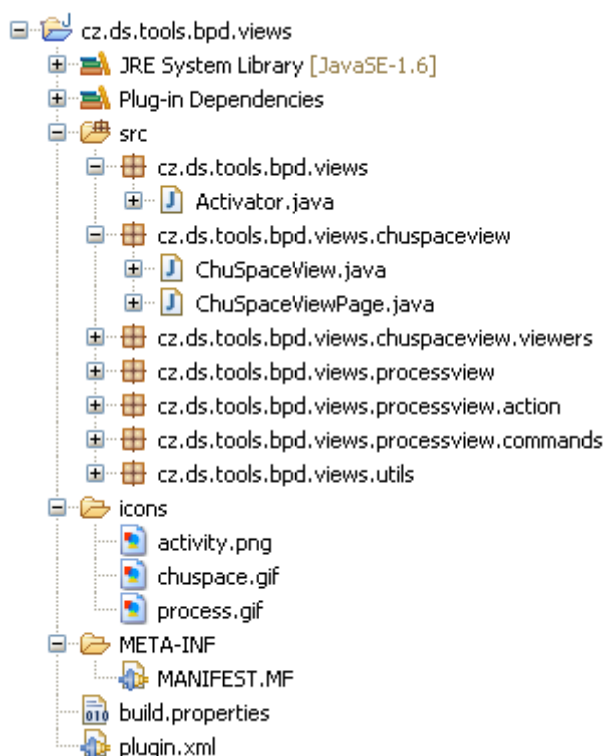 cz.ds.tools.bpd.views
JRE System Library [JavaSE-1.6]
Plug-in Dependencies
src
cz.ds.tools.bpd.views
Activator.java
cz.ds.tools.bpd.views.chuspaceview
ChuSpaceView.java
ChuSpaceViewPage.java
cz.ds.tools.bpd.views.chuspaceview.viewers
cz.ds.tools.bpd.views.processview
cz.ds.tools.bpd.views.processview.action
cz.ds.tools.bpd.views.processview.commands
cz.ds.tools.bpd.views.utils
icons
activity.png
chuspace.gif
process.gif
META-INF
MANIFEST.MF
build.properties
plugin.xml